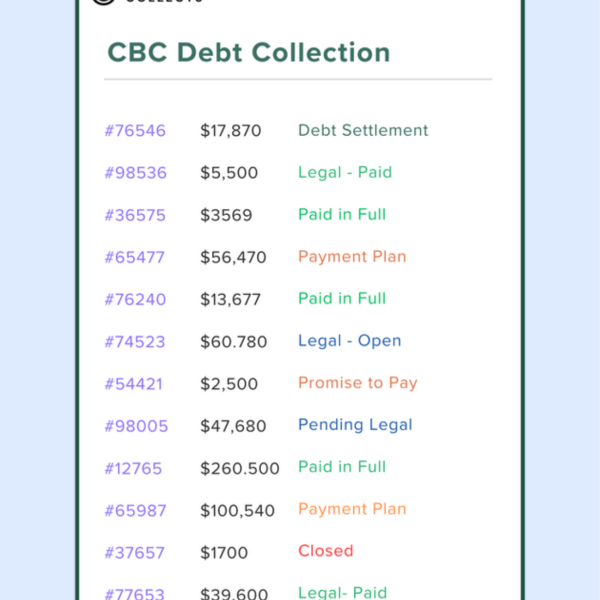 CBC Debt Collection
#76546 $17,870 Debt Settlement
#98536 $5,500 Legal - Paid
#36575 $3569 Paid in Full
#65477 $56,470 Payment Plan
#76240 $13,677 Paid in Full
#74523 $60.780 Legal - Open
#54421 $2,500 Promise to Pay
#98005 $47,680 Pending Legal
#12765 $260.500 Paid in Full
#65987 $100,540 Payment Plan
#37657 $1700 Closed
#77653 $39,600 Legal- Paid